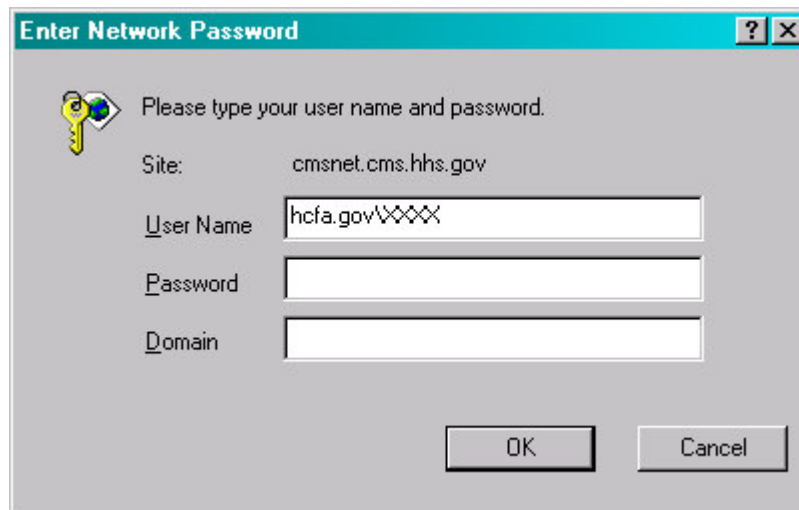 Enter Network Password
Please type your user name and password.
Site: cmsnet.cms.hhs.gov
User Name hcfa.gov\XXXX
Password
Domain
OK Cancel